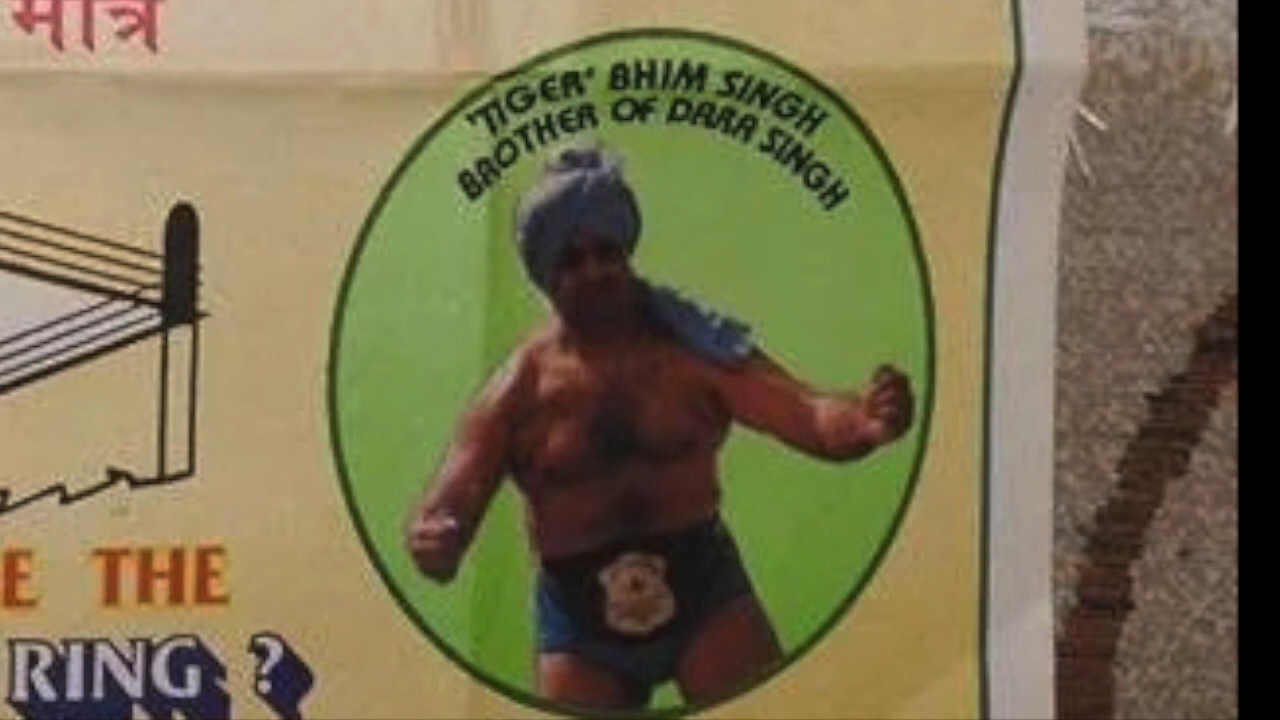 मात्र
'TIGER' BHIM SINGH
BROTHER OF DARA SINGH
E THE
RING ?